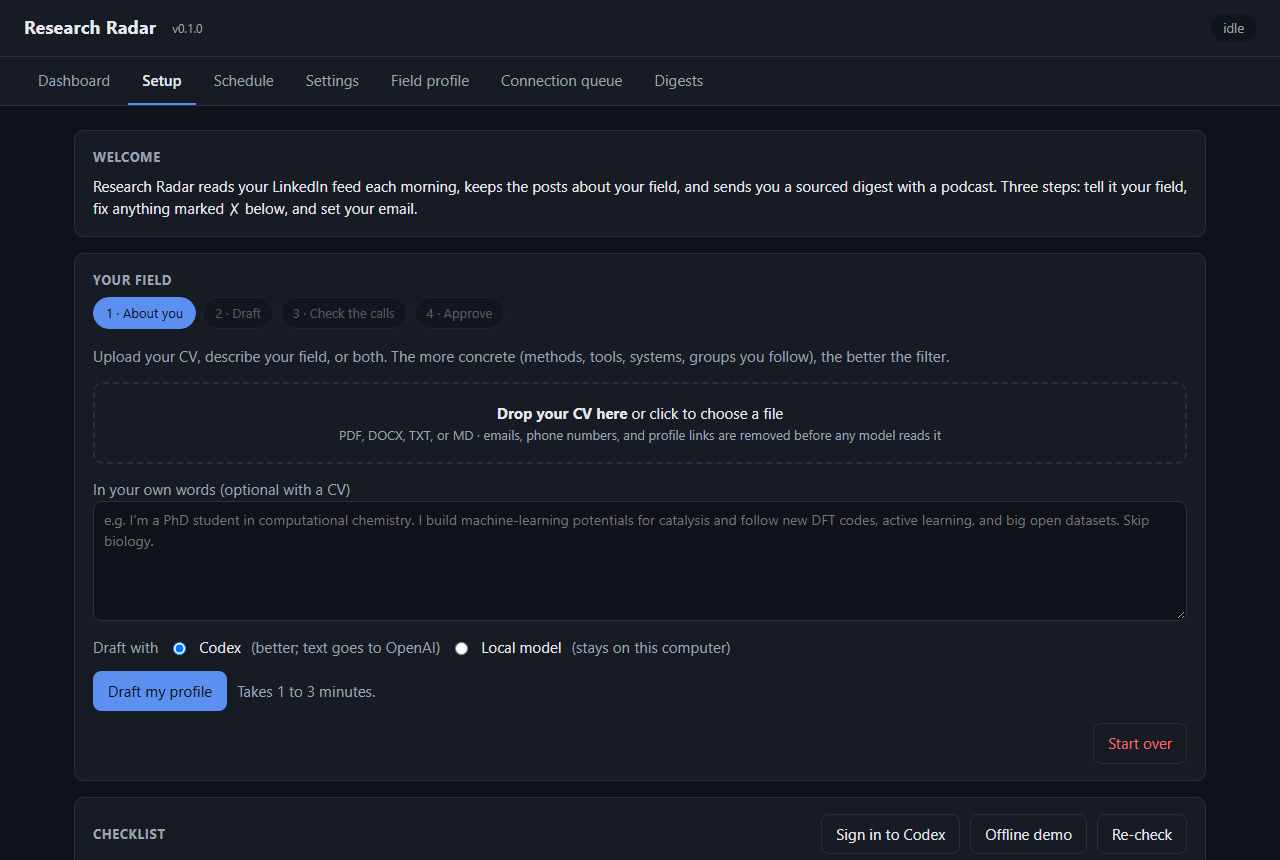 Research Radar v0.1.0 idle
Dashboard Setup Schedule Settings Field profile Connection queue Digests
WELCOME
Research Radar reads your LinkedIn feed each morning, keeps the posts about your field, and sends you a sourced digest with a podcast. Three steps: tell it your field,
fix anything marked ✗ below, and set your email.
YOUR FIELD
1 · About you 2 · Draft 3 · Check the calls 4 · Approve
Upload your CV, describe your field, or both. The more concrete (methods, tools, systems, groups you follow), the better the filter.
Drop your CV here or click to choose a file
PDF, DOCX, TXT, or MD · emails, phone numbers, and profile links are removed before any model reads it
In your own words (optional with a CV)
e.g. I'm a PhD student in computational chemistry. I build machine-learning potentials for catalysis and follow new DFT codes, active learning, and big open datasets. Skip
biology.
Draft with Codex (better; text goes to OpenAI) Local model (stays on this computer)
Draft my profile Takes 1 to 3 minutes.
Start over
CHECKLIST Sign in to Codex Offline demo Re-check